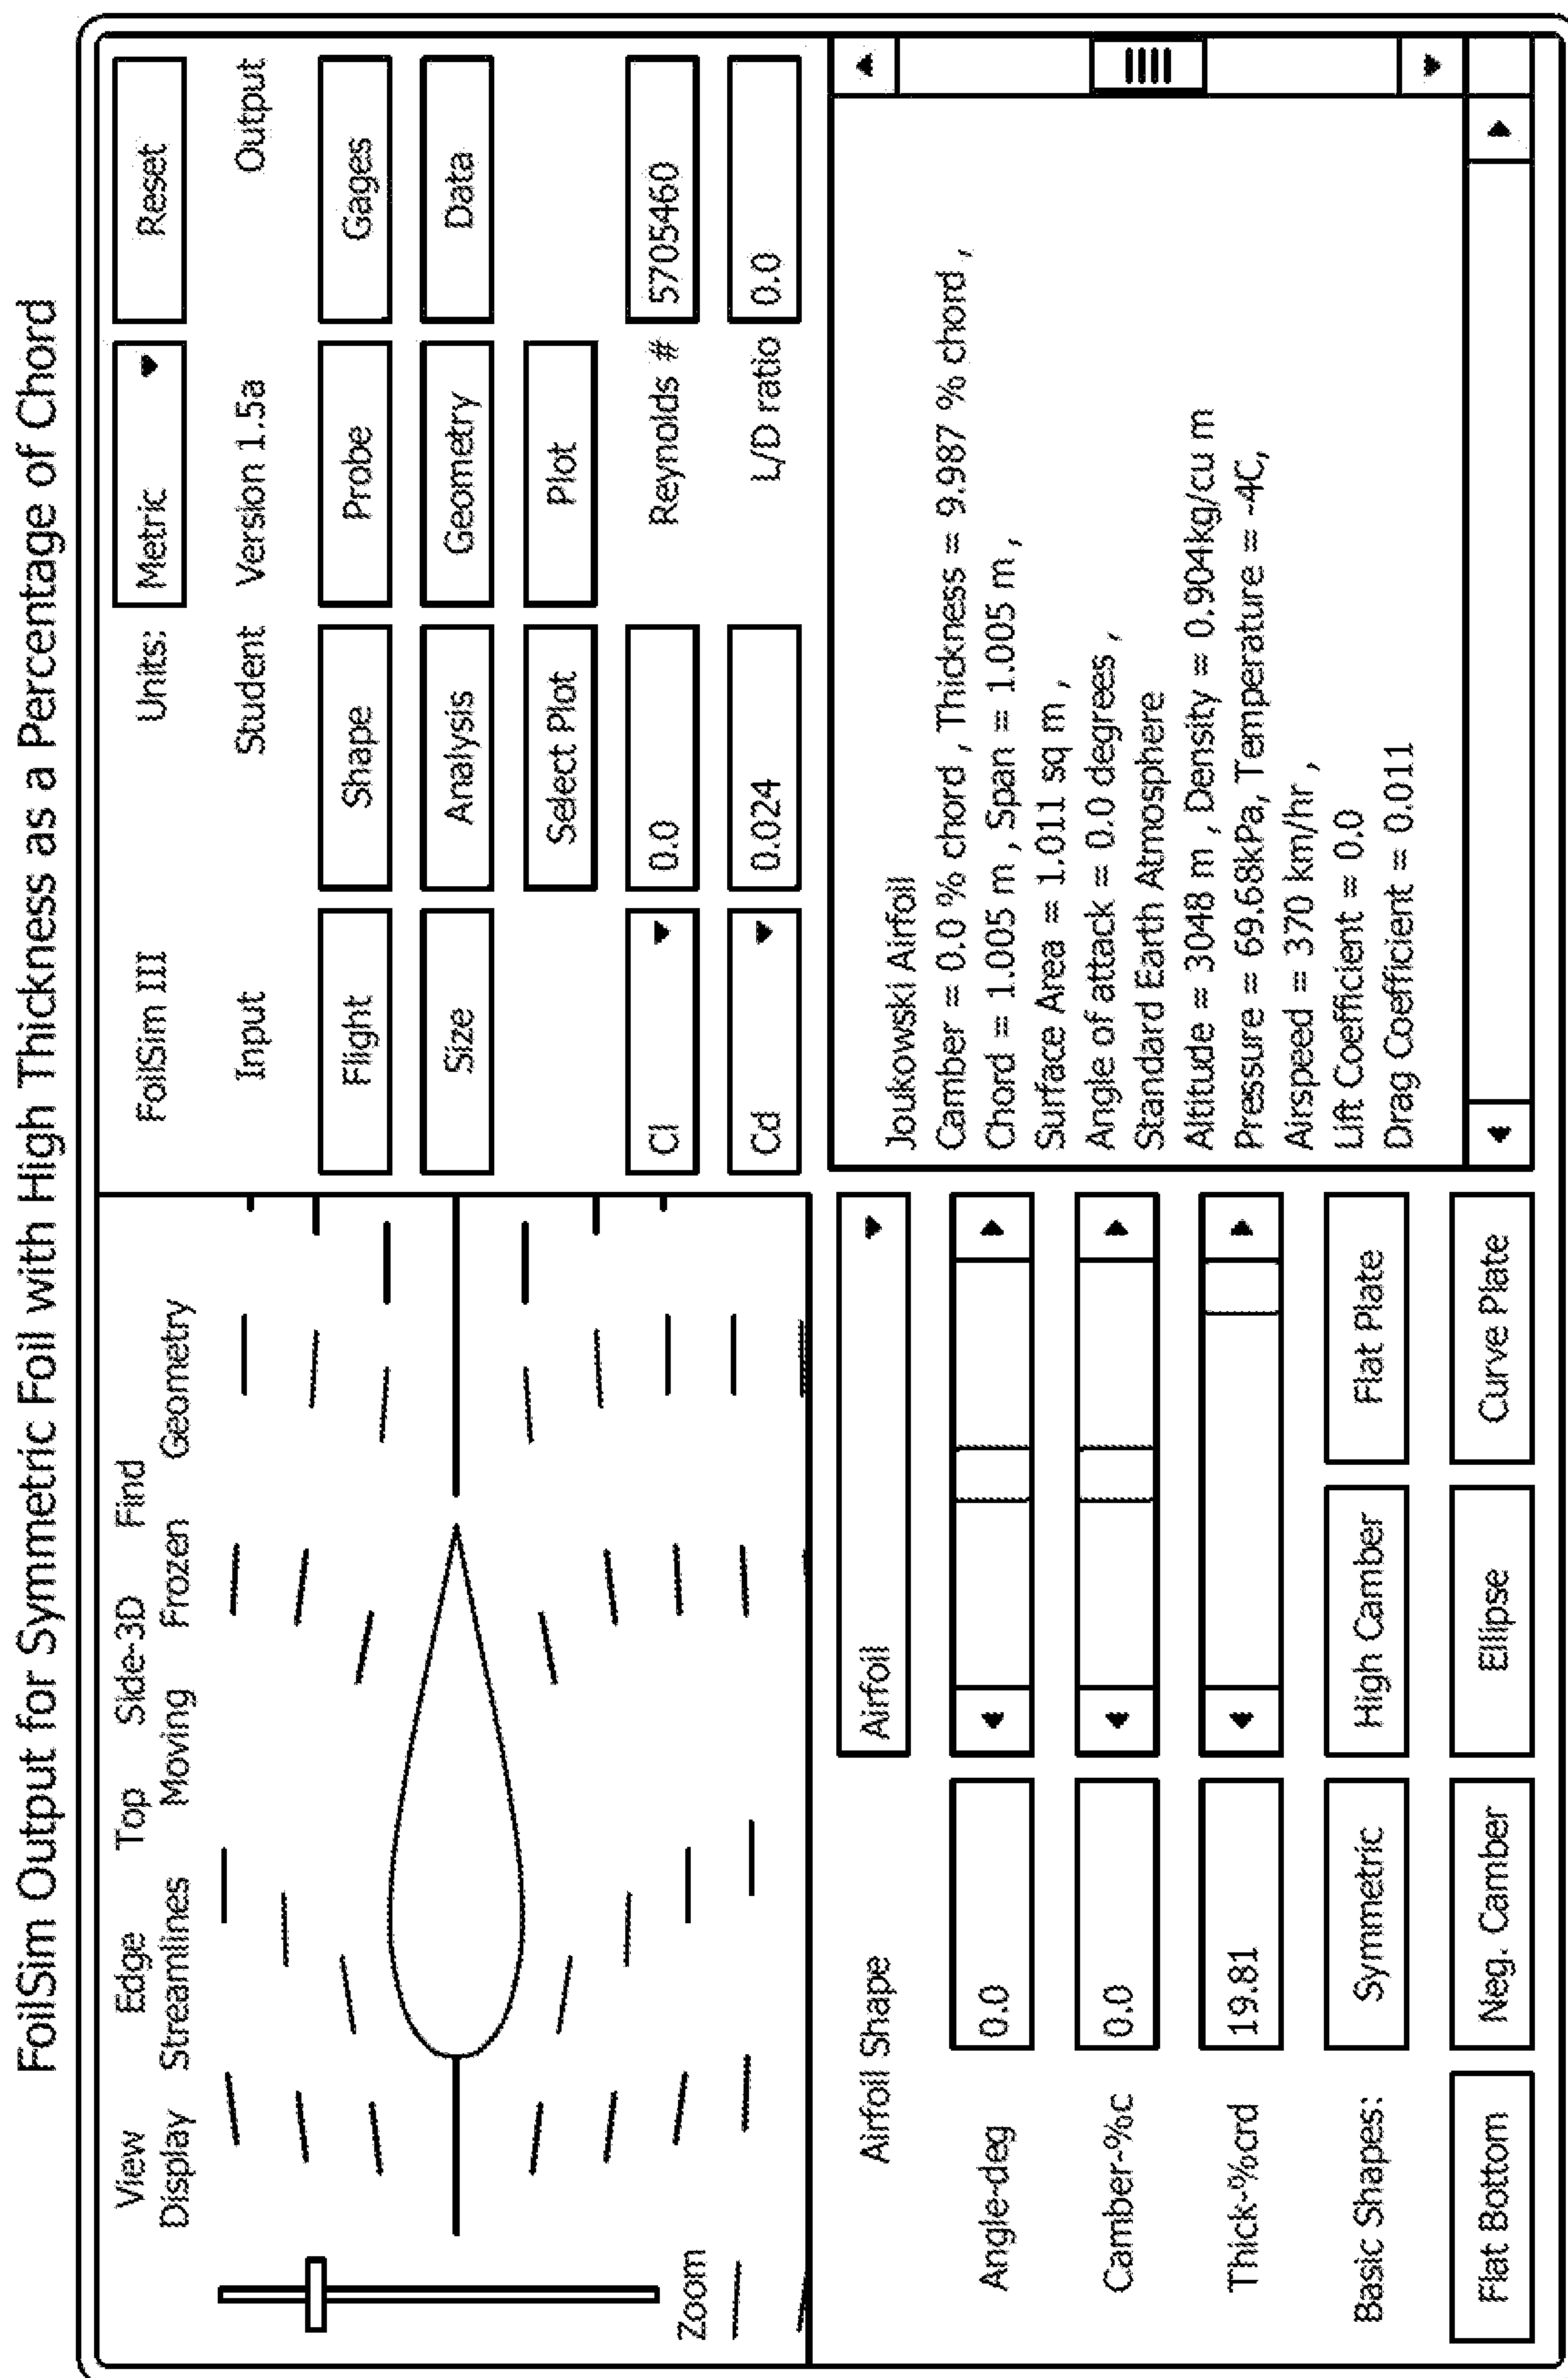 FoilSim Output for Symmetric Foil with High Thickness as a Percentage of Chord
View Edge Top Side-3D Find
Display Streamlines Moving Frozen Geometry
Zoom
FoilSim III Units: Metric Reset
Input Student Version 1.5a Output
Flight Shape Probe Gages
Size Analysis Geometry Data
Select Plot Plot
Cl 0.0 Reynolds # 5705460
Cd 0.024 L/D ratio 0.0
Airfoil Shape Airfoil
Angle-deg 0.0
Camber-%c 0.0
Thick-%crd 19.81
Basic Shapes: Symmetric High Camber Flat Plate
Flat Bottom Neg. Camber Ellipse Curve Plate
Joukowski Airfoil
Camber = 0.0 % chord , Thickness = 9.987 % chord ,
Chord = 1.005 m , Span = 1.005 m ,
Surface Area = 1.011 sq m ,
Angle of attack = 0.0 degrees ,
Standard Earth Atmosphere
Altitude = 3048 m , Density = 0.904kg/cu m
Pressure = 69.68kPa, Temperature = -4C,
Airspeed = 370 km/hr ,
Lift Coefficient = 0.0
Drag Coefficient = 0.011